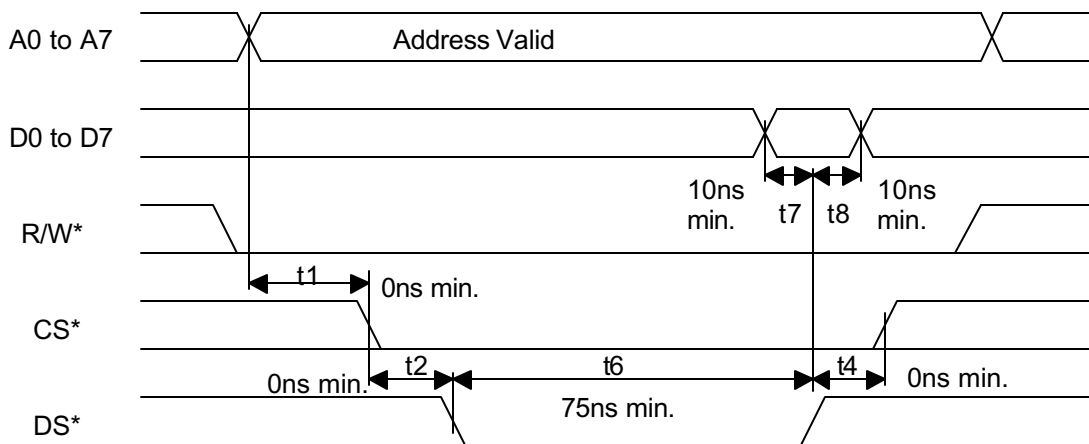 A0 to A7
Address Valid
D0 to D7
10ns
min.
t7
t8
10ns
min.
R/W*
t1
0ns min.
CS*
0ns min.
t2
t6
75ns min.
t4
0ns min.
DS*